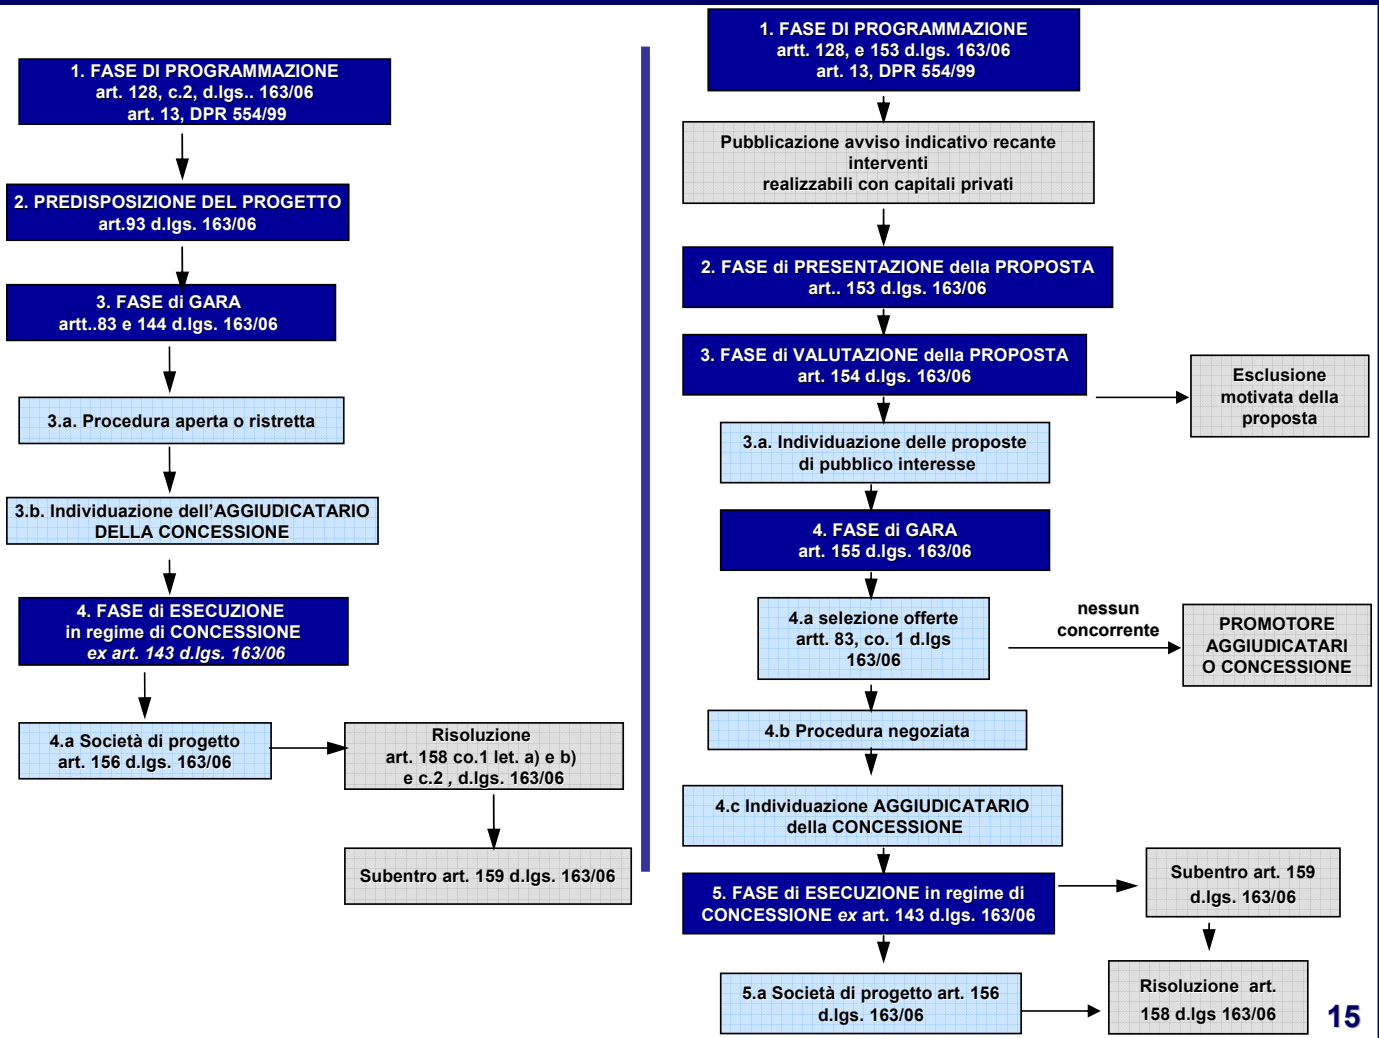 1. FASE DI PROGRAMMAZIONE
art. 128, c.2, d.lgs.. 163/06
art. 13, DPR 554/99
2. PREDISPOSIZIONE DEL PROGETTO
art.93 d.lgs. 163/06
3. FASE di GARA
artt..83 e 144 d.lgs. 163/06
3.a. Procedura aperta o ristretta
3.b. Individuazione dell’AGGIUDICATARIO
DELLA CONCESSIONE
4. FASE di ESECUZIONE
in regime di CONCESSIONE
ex art. 143 d.lgs. 163/06
4.a Società di progetto
art. 156 d.lgs. 163/06
Risoluzione
art. 158 co.1 let. a) e b)
e c.2 , d.lgs. 163/06
Subentro art. 159 d.lgs. 163/06
1. FASE DI PROGRAMMAZIONE
artt. 128, e 153 d.lgs. 163/06
art. 13, DPR 554/99
Pubblicazione avviso indicativo recante
interventi
realizzabili con capitali privati
2. FASE di PRESENTAZIONE della PROPOSTA
art.. 153 d.lgs. 163/06
3. FASE di VALUTAZIONE della PROPOSTA
art. 154 d.lgs. 163/06
Esclusione
motivata della
proposta
3.a. Individuazione delle proposte
di pubblico interesse
4. FASE di GARA
art. 155 d.lgs. 163/06
4.a selezione offerte
artt. 83, co. 1 d.lgs
163/06
nessun
concorrente
PROMOTORE
AGGIUDICATARI
O CONCESSIONE
4.b Procedura negoziata
4.c Individuazione AGGIUDICATARIO
della CONCESSIONE
5. FASE di ESECUZIONE in regime di
CONCESSIONE ex art. 143 d.lgs. 163/06
Subentro art. 159
d.lgs. 163/06
5.a Società di progetto art. 156
d.lgs. 163/06
Risoluzione art.
158 d.lgs 163/06
15